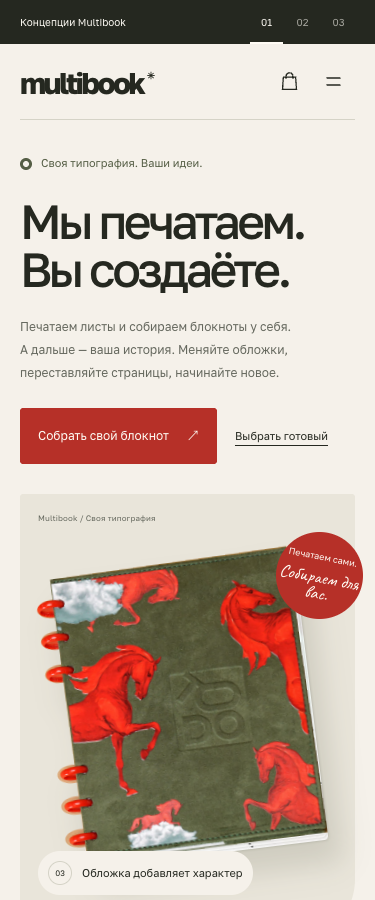 Концепции Multibook
01 02 03
multibook*
Своя типография. Ваши идеи.
Мы печатаем.
Вы создаёте.
Печатаем листы и собираем блокноты у себя.
А дальше — ваша история. Меняйте обложки,
переставляйте страницы, начинайте новое.
Собрать свой блокнот ↗
Выбрать готовый
Multibook / Своя типография
Печатаем сами.
Собираем для
вас.
03 Обложка добавляет характер